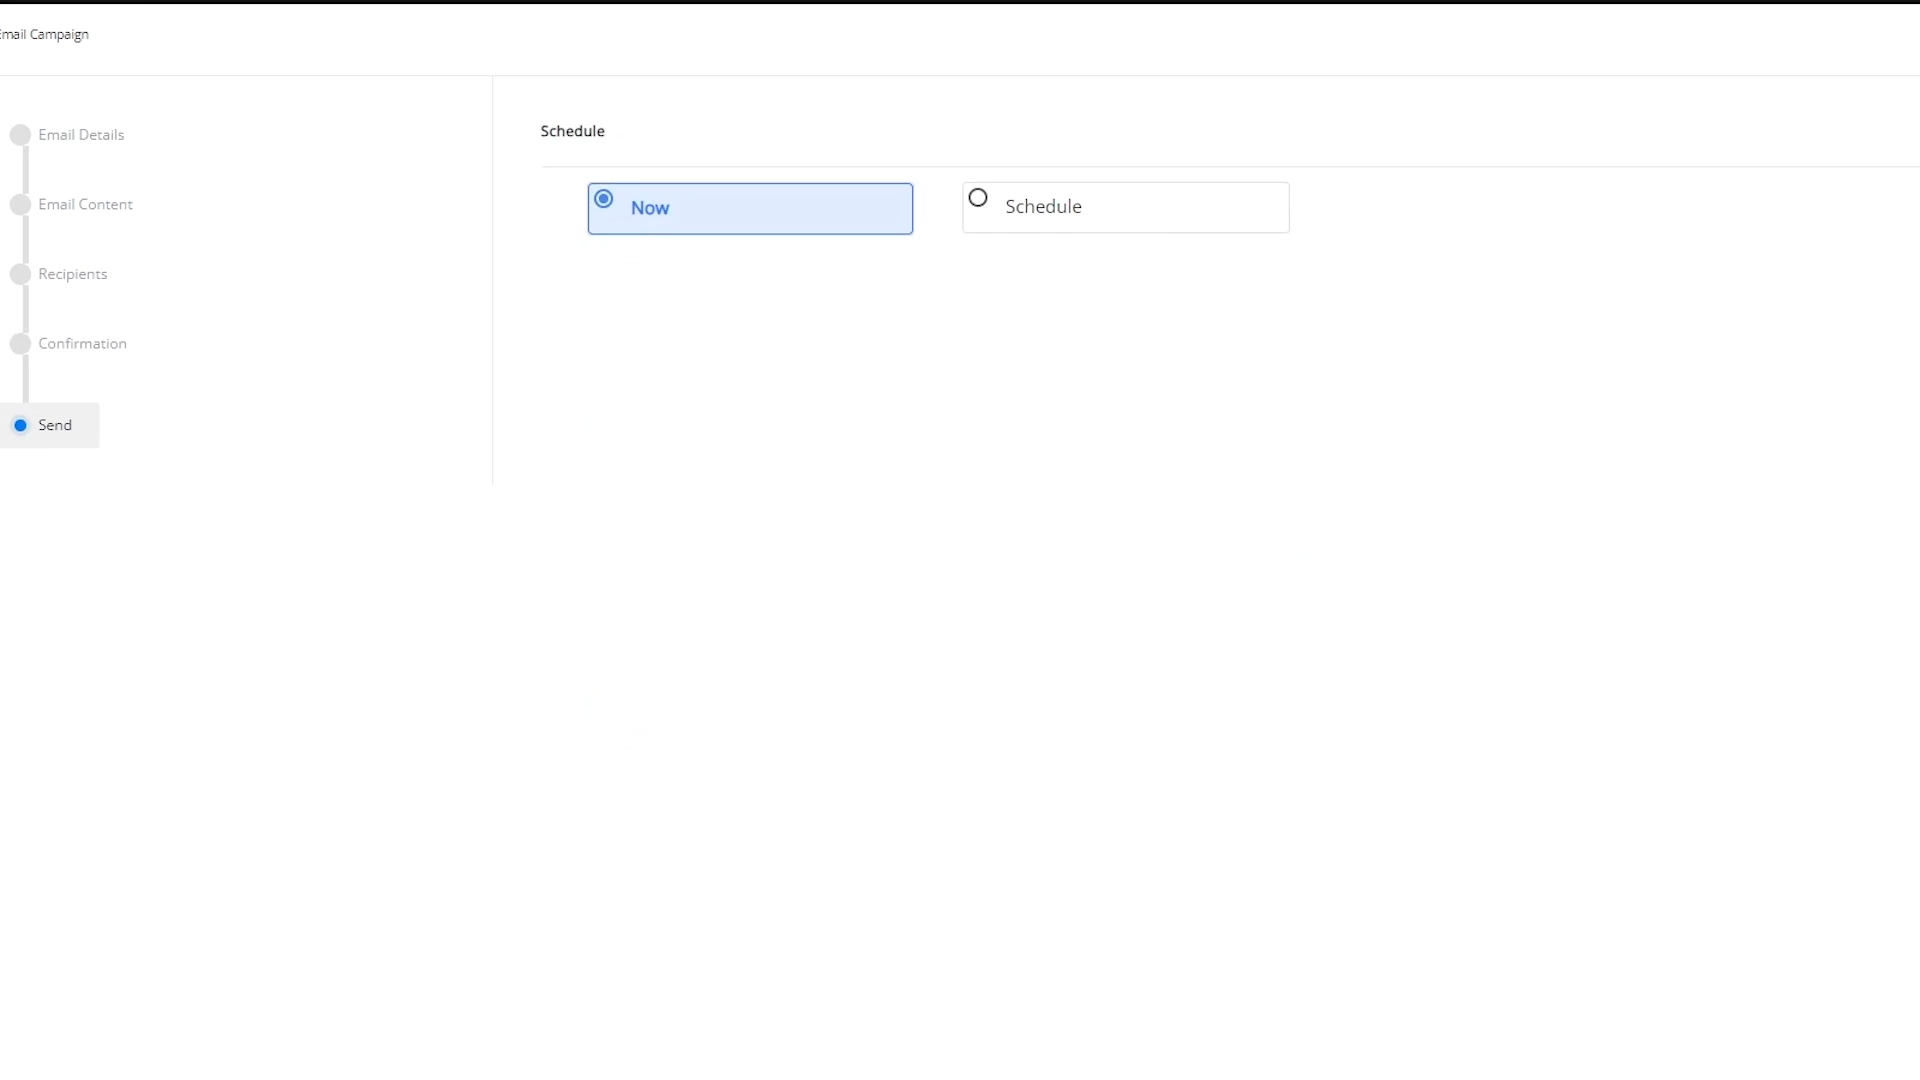 Email Campaign
Email Details
Email Content
Recipients
Confirmation
Send
Schedule
Now
Schedule